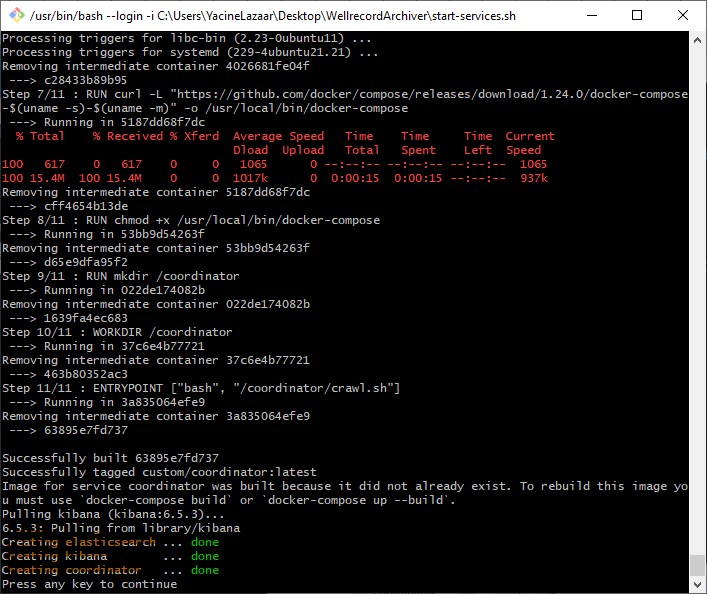 /usr/bin/bash --login -i C:\Users\YacineLazaar\Desktop\WellrecordArchiver\start-services.sh
Processing triggers for libc-bin (2.23-0ubuntu11) ...
Processing triggers for systemd (229-4ubuntu21.21) ...
Removing intermediate container 4026681fe04f
 ---> c28433b89b95
Step 7/11 : RUN curl -L "https://github.com/docker/compose/releases/download/1.24.0/docker-compose
-$(uname -s)-$(uname -m)" -o /usr/local/bin/docker-compose
 ---> Running in 5187dd68f7dc
  % Total    % Received % Xferd  Average Speed   Time    Time     Time  Current
                                 Dload  Upload   Total   Spent    Left  Speed
100   617    0   617    0     0   1065      0 --:--:-- --:--:-- --:--:--  1065
100 15.4M  100 15.4M    0     0  1017k      0  0:00:15  0:00:15 --:--:--  937k
Removing intermediate container 5187dd68f7dc
 ---> cff4654b13de
Step 8/11 : RUN chmod +x /usr/local/bin/docker-compose
 ---> Running in 53bb9d54263f
Removing intermediate container 53bb9d54263f
 ---> d65e9dfa95f2
Step 9/11 : RUN mkdir /coordinator
 ---> Running in 022de174082b
Removing intermediate container 022de174082b
 ---> 1639fa4ec683
Step 10/11 : WORKDIR /coordinator
 ---> Running in 37c6e4b77721
Removing intermediate container 37c6e4b77721
 ---> 463b80352ac3
Step 11/11 : ENTRYPOINT ["bash", "/coordinator/crawl.sh"]
 ---> Running in 3a835064efe9
Removing intermediate container 3a835064efe9
 ---> 63895e7fd737
Successfully built 63895e7fd737
Successfully tagged custom/coordinator:latest
Image for service coordinator was built because it did not already exist. To rebuild this image yo
u must use `docker-compose build` or `docker-compose up --build`.
Pulling kibana (kibana:6.5.3)...
6.5.3: Pulling from library/kibana
Creating elasticsearch ... done
Creating kibana        ... done
Creating coordinator   ... done
Press any key to continue